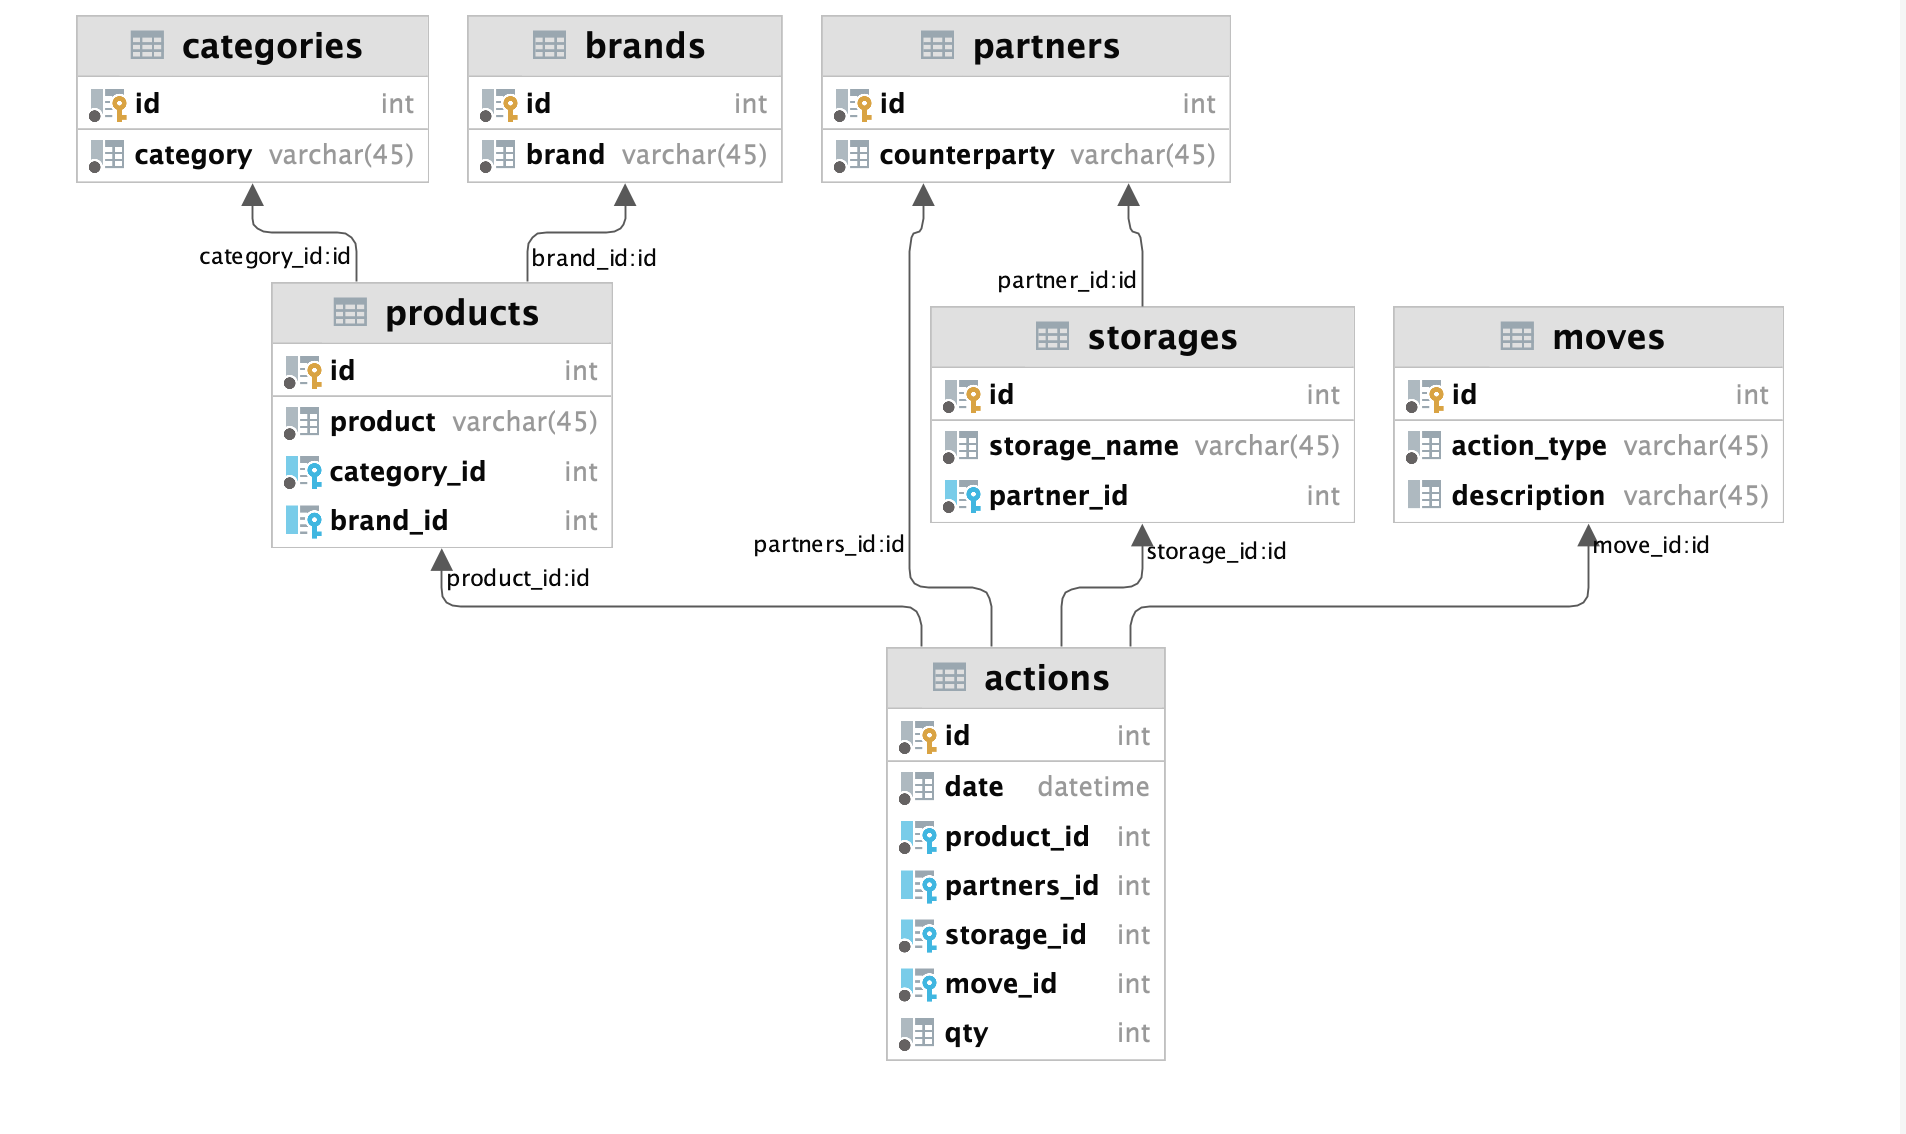 categories
id int
category varchar(45)
brands
id int
brand varchar(45)
partners
id int
counterparty varchar(45)
category_id:id
brand_id:id
partner_id:id
products
id int
product varchar(45)
category_id int
brand_id int
storages
id int
storage_name varchar(45)
partner_id int
moves
id int
action_type varchar(45)
description varchar(45)
partners_id:id
storage_id:id
move_id:id
product_id:id
actions
id int
date datetime
product_id int
partners_id int
storage_id int
move_id int
qty int